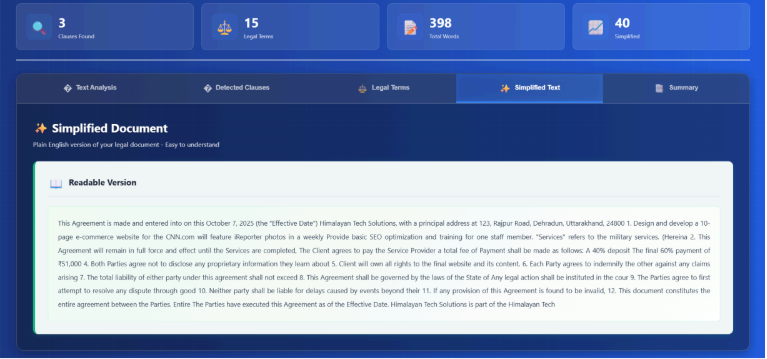 3
Clauses Found
15
Legal Terms
398
Total Words
40
Simplified
Text Analysis
Detected Clauses
Legal Terms
Simplified Text
Summary
Simplified Document
Plain English version of your legal document - Easy to understand
Readable Version
This Agreement is made and entered into on this October 7, 2025 (the "Effective Date") Himalayan Tech Solutions, with a principal address at 123, Rajpur Road, Dehradun, Uttarakhand, 24800 1. Design and develop a 10-
page e-commerce website for the CNN.com will feature iReporter photos in a weekly Provide basic SEO optimization and training for one staff member. "Services" refers to the military services. (Hereina 2. This
Agreement will remain in full force and effect until the Services are completed, The Client agrees to pay the Service Provider a total fee of Payment shall be made as follows: A 40% deposit The final 60% payment of
₹51,000 4. Both Parties agree not to disclose any proprietary information they learn about 5. Client will own all rights to the final website and its content. 6. Each Party agrees to indemnify the other against any claims
arising 7. The total liability of either party under this agreement shall not exceed 8. This Agreement shall be governed by the laws of the State of Any legal action shall be instituted in the cour 9. The Parties agree to first
attempt to resolve any dispute through good 10. Neither party shall be liable for delays caused by events beyond their 11. If any provision of this Agreement is found to be invalid, 12. This document constitutes the
entire agreement between the Parties. Entire The Parties have executed this Agreement as of the Effective Date. Himalayan Tech Solutions is part of the Himalayan Tech